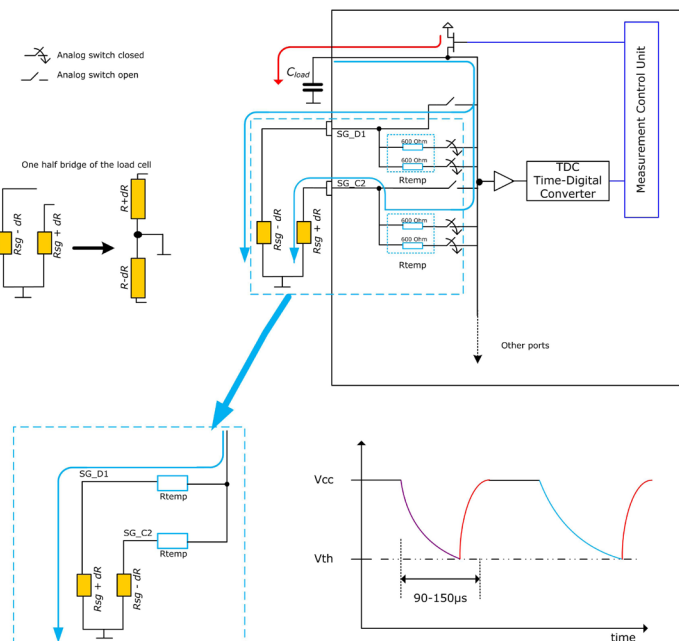 Analog switch closed
Analog switch open
Cload
SG_D1
600 Ohm
600 Ohm
Rtemp
SG_C2
600 Ohm
600 Ohm
Rtemp
Rsg - dR
Rsg + dR
TDC
Time-Digital
Converter
Measurement Control Unit
Other ports
One half bridge of the load cell
Rsg - dR
Rsg + dR
R+dR
R-dR
SG_D1
Rtemp
SG_C2
Rtemp
Rsg + dR
Rsg - dR
Vcc
Vth
90-150µs
time